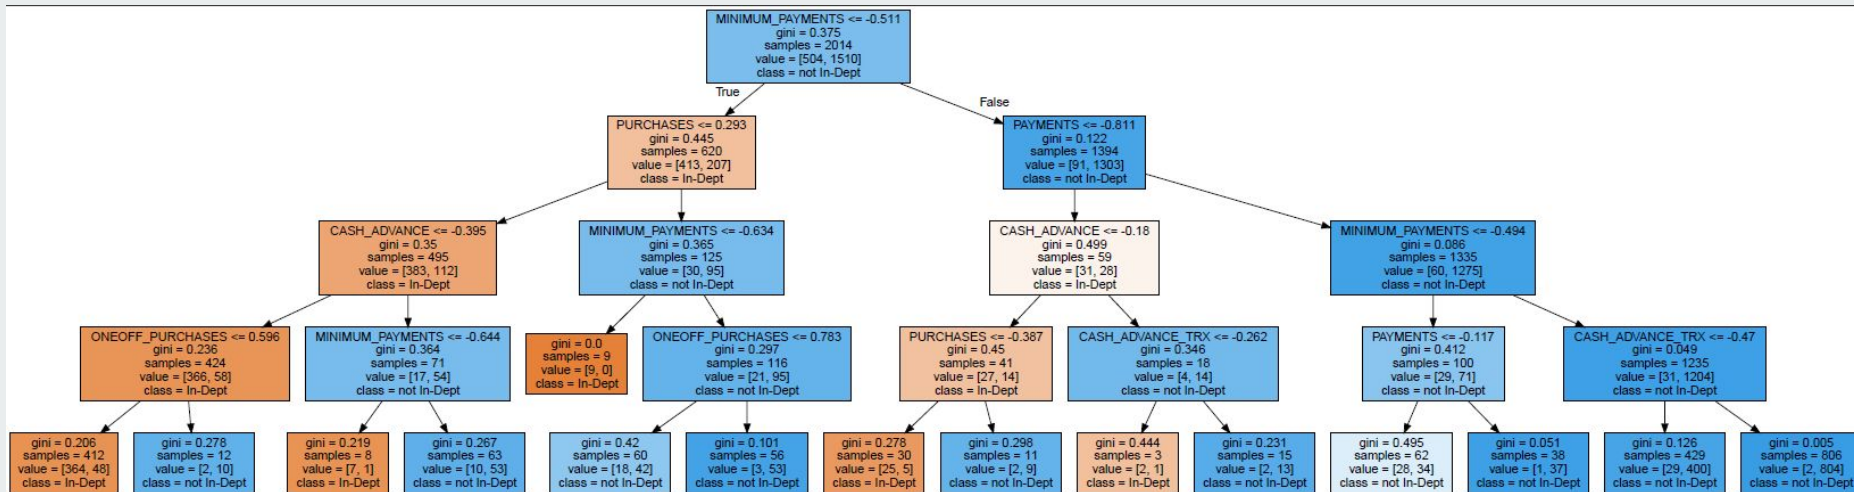 MINIMUM_PAYMENTS <= -0.511
gini = 0.375
samples = 2014
value = [504, 1510]
class = not In-Dept
True
False
PURCHASES <= 0.293
gini = 0.445
samples = 620
value = [413, 207]
class = In-Dept
PAYMENTS <= -0.811
gini = 0.122
samples = 1394
value = [91, 1303]
class = not In-Dept
CASH_ADVANCE <= -0.395
gini = 0.35
samples = 495
value = [383, 112]
class = In-Dept
MINIMUM_PAYMENTS <= -0.634
gini = 0.365
samples = 125
value = [30, 95]
class = not In-Dept
CASH_ADVANCE <= -0.18
gini = 0.499
samples = 59
value = [31, 28]
class = In-Dept
MINIMUM_PAYMENTS <= -0.494
gini = 0.086
samples = 1335
value = [60, 1275]
class = not In-Dept
ONEOFF_PURCHASES <= 0.596
gini = 0.236
samples = 424
value = [366, 58]
class = In-Dept
MINIMUM_PAYMENTS <= -0.644
gini = 0.364
samples = 71
value = [17, 54]
class = not In-Dept
gini = 0.0
samples = 9
value = [9, 0]
class = In-Dept
ONEOFF_PURCHASES <= 0.783
gini = 0.297
samples = 116
value = [21, 95]
class = not In-Dept
PURCHASES <= -0.387
gini = 0.45
samples = 41
value = [27, 14]
class = In-Dept
CASH_ADVANCE_TRX <= -0.262
gini = 0.346
samples = 18
value = [4, 14]
class = not In-Dept
PAYMENTS <= -0.117
gini = 0.412
samples = 100
value = [29, 71]
class = not In-Dept
CASH_ADVANCE_TRX <= -0.47
gini = 0.049
samples = 1235
value = [31, 1204]
class = not In-Dept
gini = 0.206
samples = 412
value = [364, 48]
class = In-Dept
gini = 0.278
samples = 12
value = [2, 10]
class = not In-Dept
gini = 0.219
samples = 8
value = [7, 1]
class = In-Dept
gini = 0.267
samples = 63
value = [10, 53]
class = not In-Dept
gini = 0.42
samples = 60
value = [18, 42]
class = not In-Dept
gini = 0.101
samples = 56
value = [3, 53]
class = not In-Dept
gini = 0.278
samples = 30
value = [25, 5]
class = In-Dept
gini = 0.298
samples = 11
value = [2, 9]
class = not In-Dept
gini = 0.444
samples = 3
value = [2, 1]
class = In-Dept
gini = 0.231
samples = 15
value = [2, 13]
class = not In-Dept
gini = 0.495
samples = 62
value = [28, 34]
class = not In-Dept
gini = 0.051
samples = 38
value = [1, 37]
class = not In-Dept
gini = 0.126
samples = 429
value = [29, 400]
class = not In-Dept
gini = 0.005
samples = 806
value = [2, 804]
class = not In-Dept